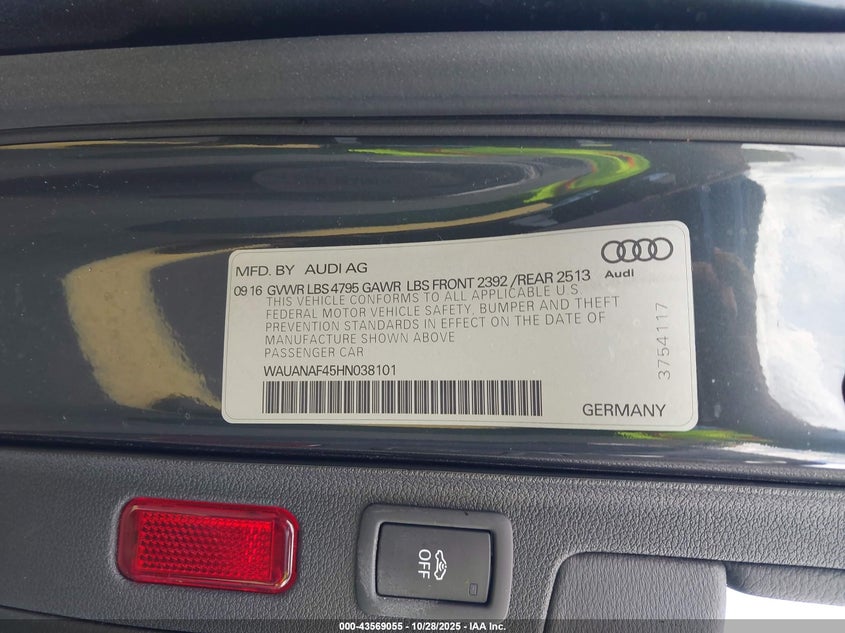 MFD. BY AUDI AG
Audi
09 16 GVWR LBS 4795 GAWR LBS FRONT 2392 /REAR 2513
THIS VEHICLE CONFORMS TO ALL APPLICABLE U.S.
FEDERAL MOTOR VEHICLE SAFETY, BUMPER AND THEFT
PREVENTION STANDARDS IN EFFECT ON THE DATE OF
MANUFACTURE SHOWN ABOVE
PASSENGER CAR
WAUANAF45HN038101
3754117
GERMANY
OFF
000-43569055 - 10/28/2025 - IAA Inc.